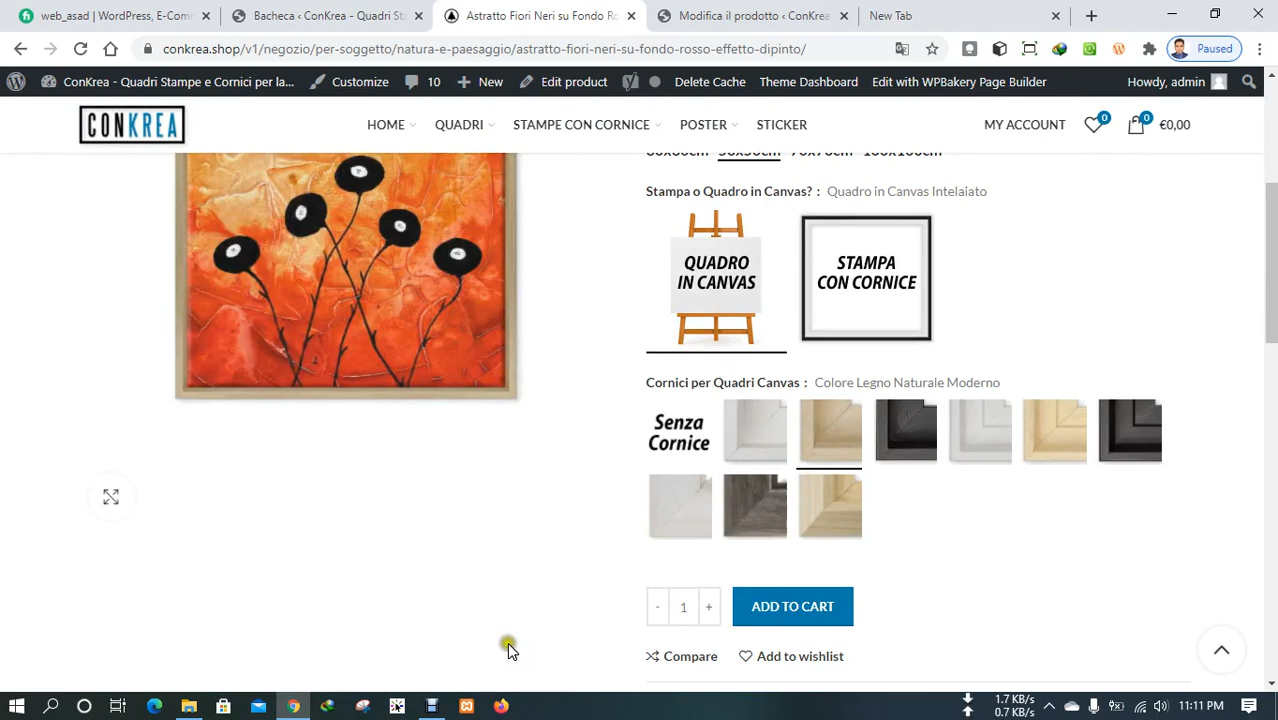 web_asad | WordPress, E-Com
Bacheca ‹ ConKrea - Quadri Sta
Astratto Fiori Neri su Fondo Ro
Modifica il prodotto ‹ ConKrea
New Tab
conkrea.shop/v1/negozio/per-soggetto/natura-e-paesaggio/astratto-fiori-neri-su-fondo-rosso-effetto-dipinto/
Paused
ConKrea - Quadri Stampe e Cornici per la... Customize 10 New Edit product Delete Cache Theme Dashboard Edit with WPBakery Page Builder Howdy, admin
CONKREA
HOME QUADRI STAMPE CON CORNICE POSTER STICKER MY ACCOUNT 0 0 €0,00
Stampa o Quadro in Canvas? : Quadro in Canvas Intelaiato
QUADRO
IN CANVAS
STAMPA
CON CORNICE
Cornici per Quadri Canvas : Colore Legno Naturale Moderno
Senza
Cornice
- 1 + ADD TO CART
Compare Add to wishlist
1.7 KB/s
0.7 KB/s
11:11 PM